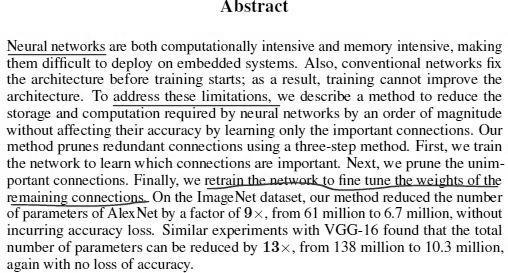 Abstract
Neural networks are both computationally intensive and memory intensive, making
them difficult to deploy on embedded systems. Also, conventional networks fix
the architecture before training starts; as a result, training cannot improve the
architecture. To address these limitations, we describe a method to reduce the
storage and computation required by neural networks by an order of magnitude
without affecting their accuracy by learning only the important connections. Our
method prunes redundant connections using a three-step method. First, we train
the network to learn which connections are important. Next, we prune the unim-
portant connections. Finally, we retrain the network to fine tune the weights of the
remaining connections. On the ImageNet dataset, our method reduced the number
of parameters of AlexNet by a factor of 9×, from 61 million to 6.7 million, without
incurring accuracy loss. Similar experiments with VGG-16 found that the total
number of parameters can be reduced by 13×, from 138 million to 10.3 million,
again with no loss of accuracy.